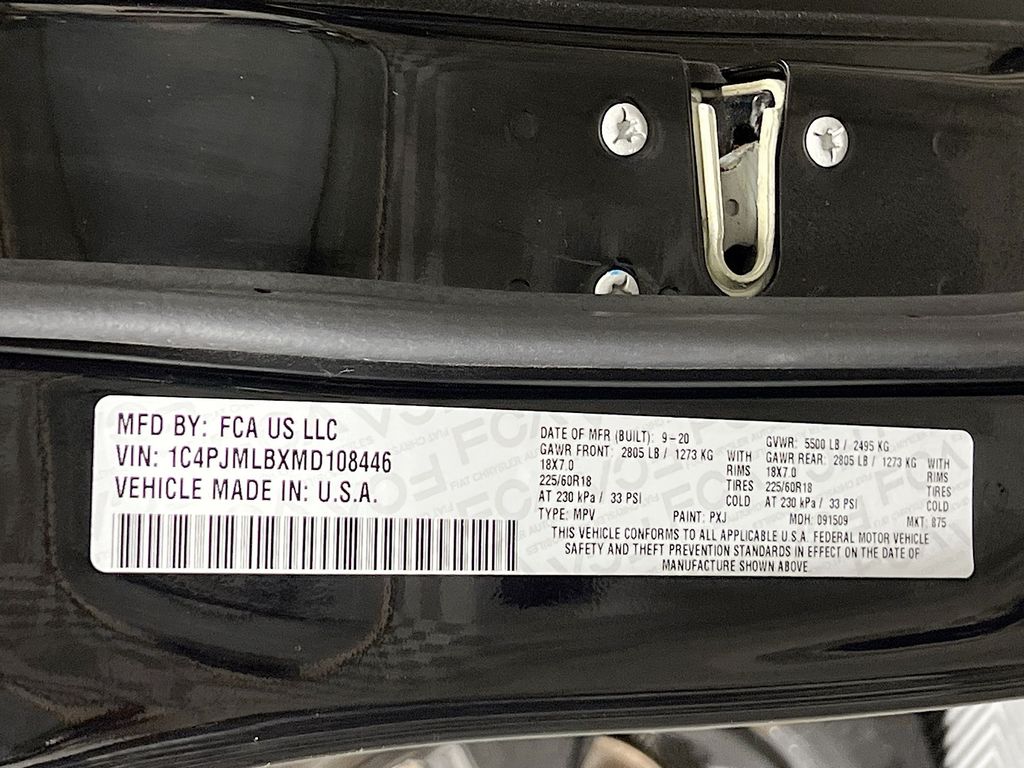 MFD BY: FCA US LLC
VIN: 1C4PJMLBXMD108446
VEHICLE MADE IN: U.S.A.
DATE OF MFR (BUILT): 9-20 GVWR: 5500 LB / 2495 KG
GAWR FRONT: 2805 LB / 1273 KG WITH GAWR REAR: 2805 LB / 1273 KG WITH
18X7.0 RIMS 18X7.0 RIMS
225/60R18 TIRES 225/60R18 TIRES
AT 230 kPa / 33 PSI COLD AT 230 kPa / 33 PSI COLD
TYPE: MPV PAINT: PXJ MDH: 091509 MKT: 875
THIS VEHICLE CONFORMS TO ALL APPLICABLE U.S.A. FEDERAL MOTOR VEHICLE
SAFETY AND THEFT PREVENTION STANDARDS IN EFFECT ON THE DATE OF
MANUFACTURE SHOWN ABOVE.